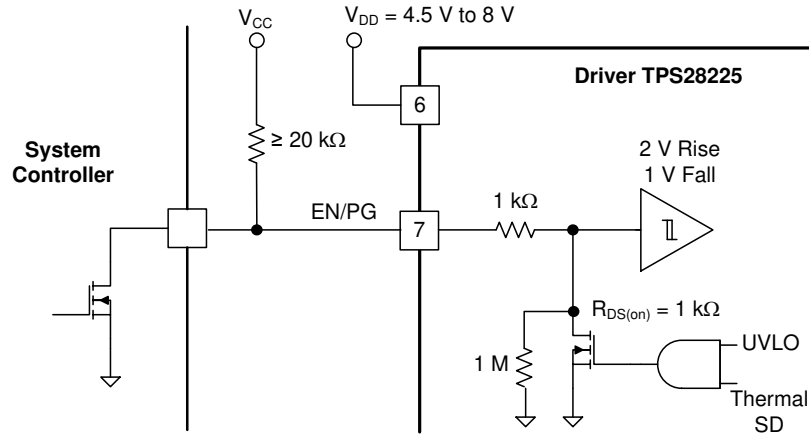 V_CC
V_DD = 4.5 V to 8 V
Driver TPS28225
6
System
Controller
≥ 20 kΩ
2 V Rise
1 V Fall
EN/PG
7
1 kΩ
R_DS(on) = 1 kΩ
1 M
UVLO
Thermal
SD